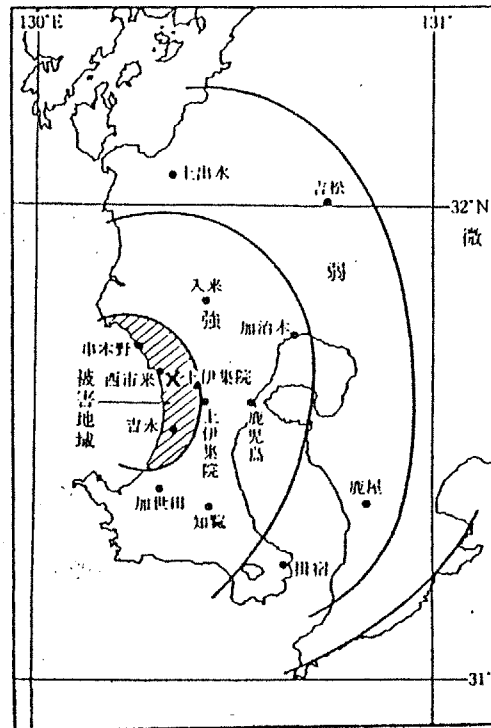 130°E
131°
上出水
吉松
32°N
微
弱
入来
強
加治木
串木野
西市来
上伊集院
被害地域
上伊集院
鹿児島
吉永
加世田
知覧
鹿屋
指宿
31°